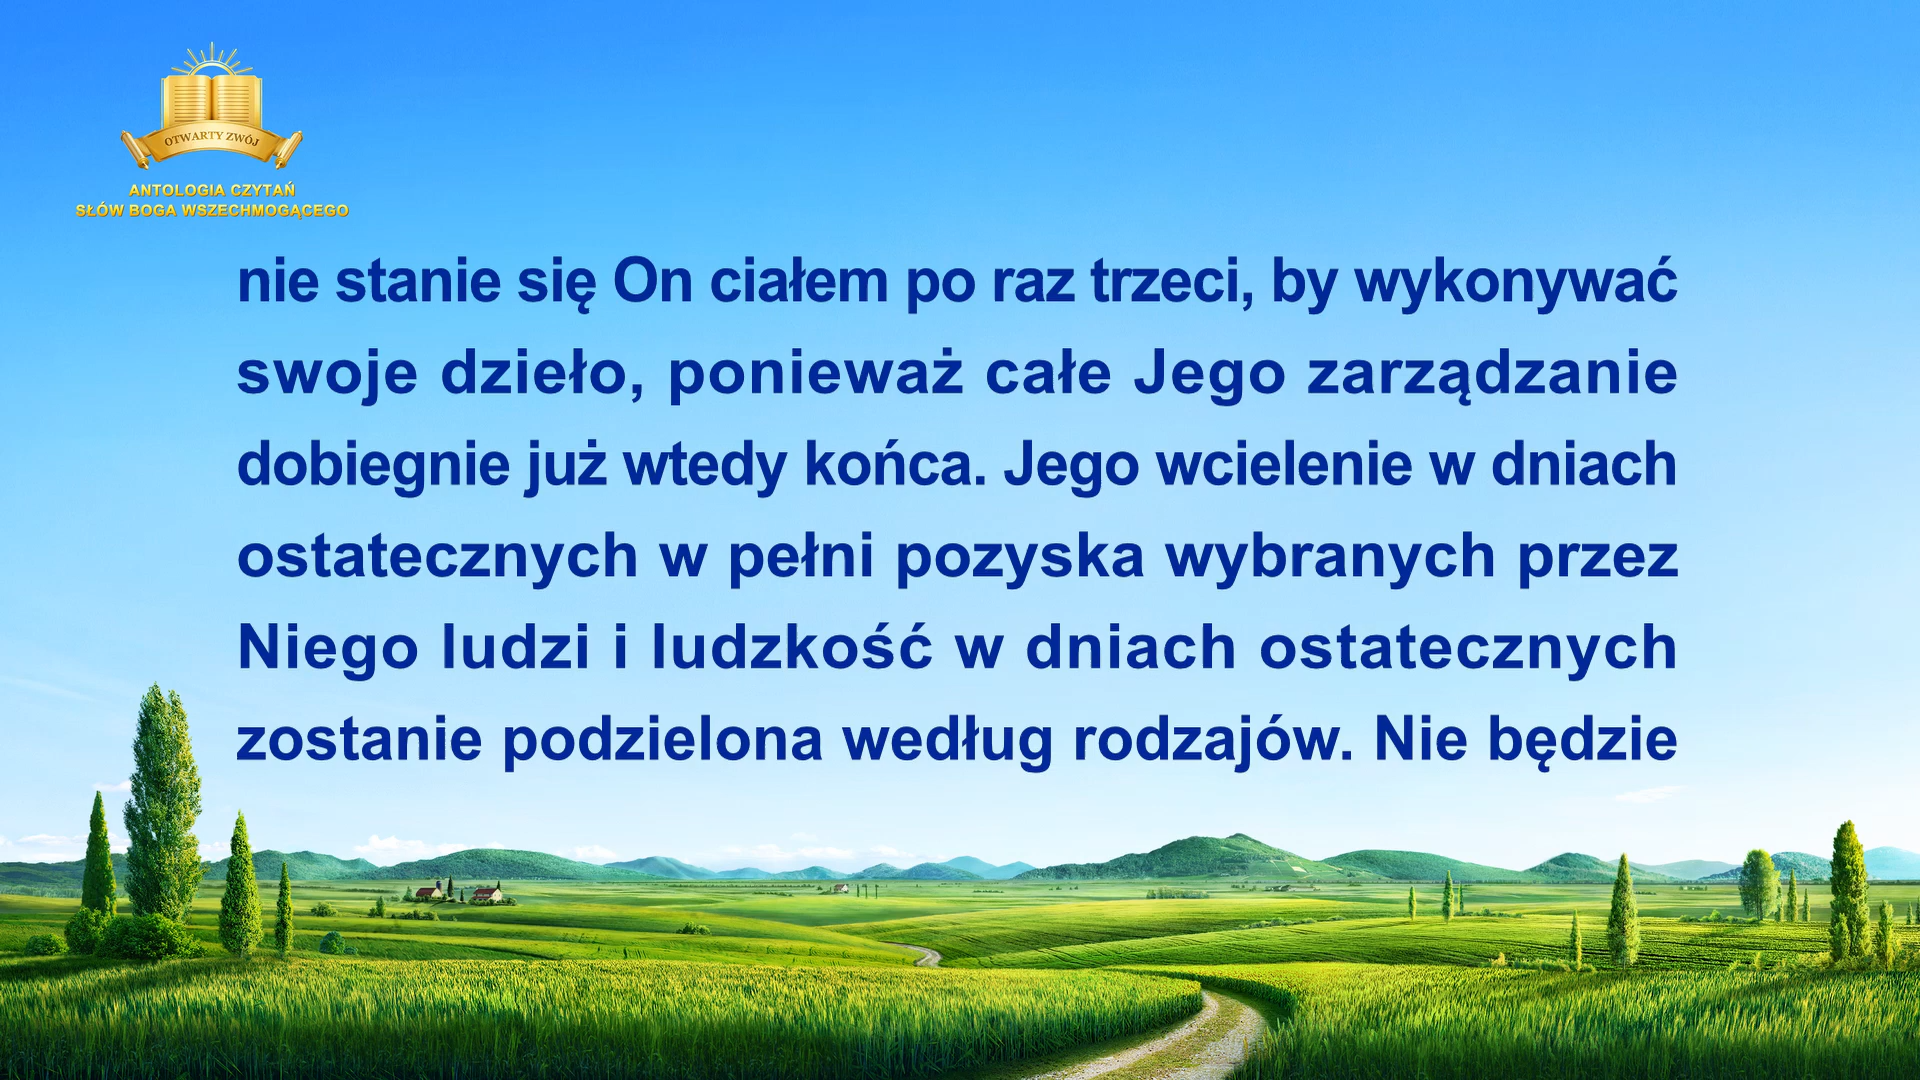 OTWARTY ZWÓJ
ANTOLOGIA CZYTAŃ
SŁÓW BOGA WSZECHMOGĄCEGO
nie stanie się On ciałem po raz trzeci, by wykonywać
swoje dzieło, ponieważ całe Jego zarządzanie
dobiegnie już wtedy końca. Jego wcielenie w dniach
ostatecznych w pełni pozyska wybranych przez
Niego ludzi i ludzkość w dniach ostatecznych
zostanie podzielona według rodzajów. Nie będzie